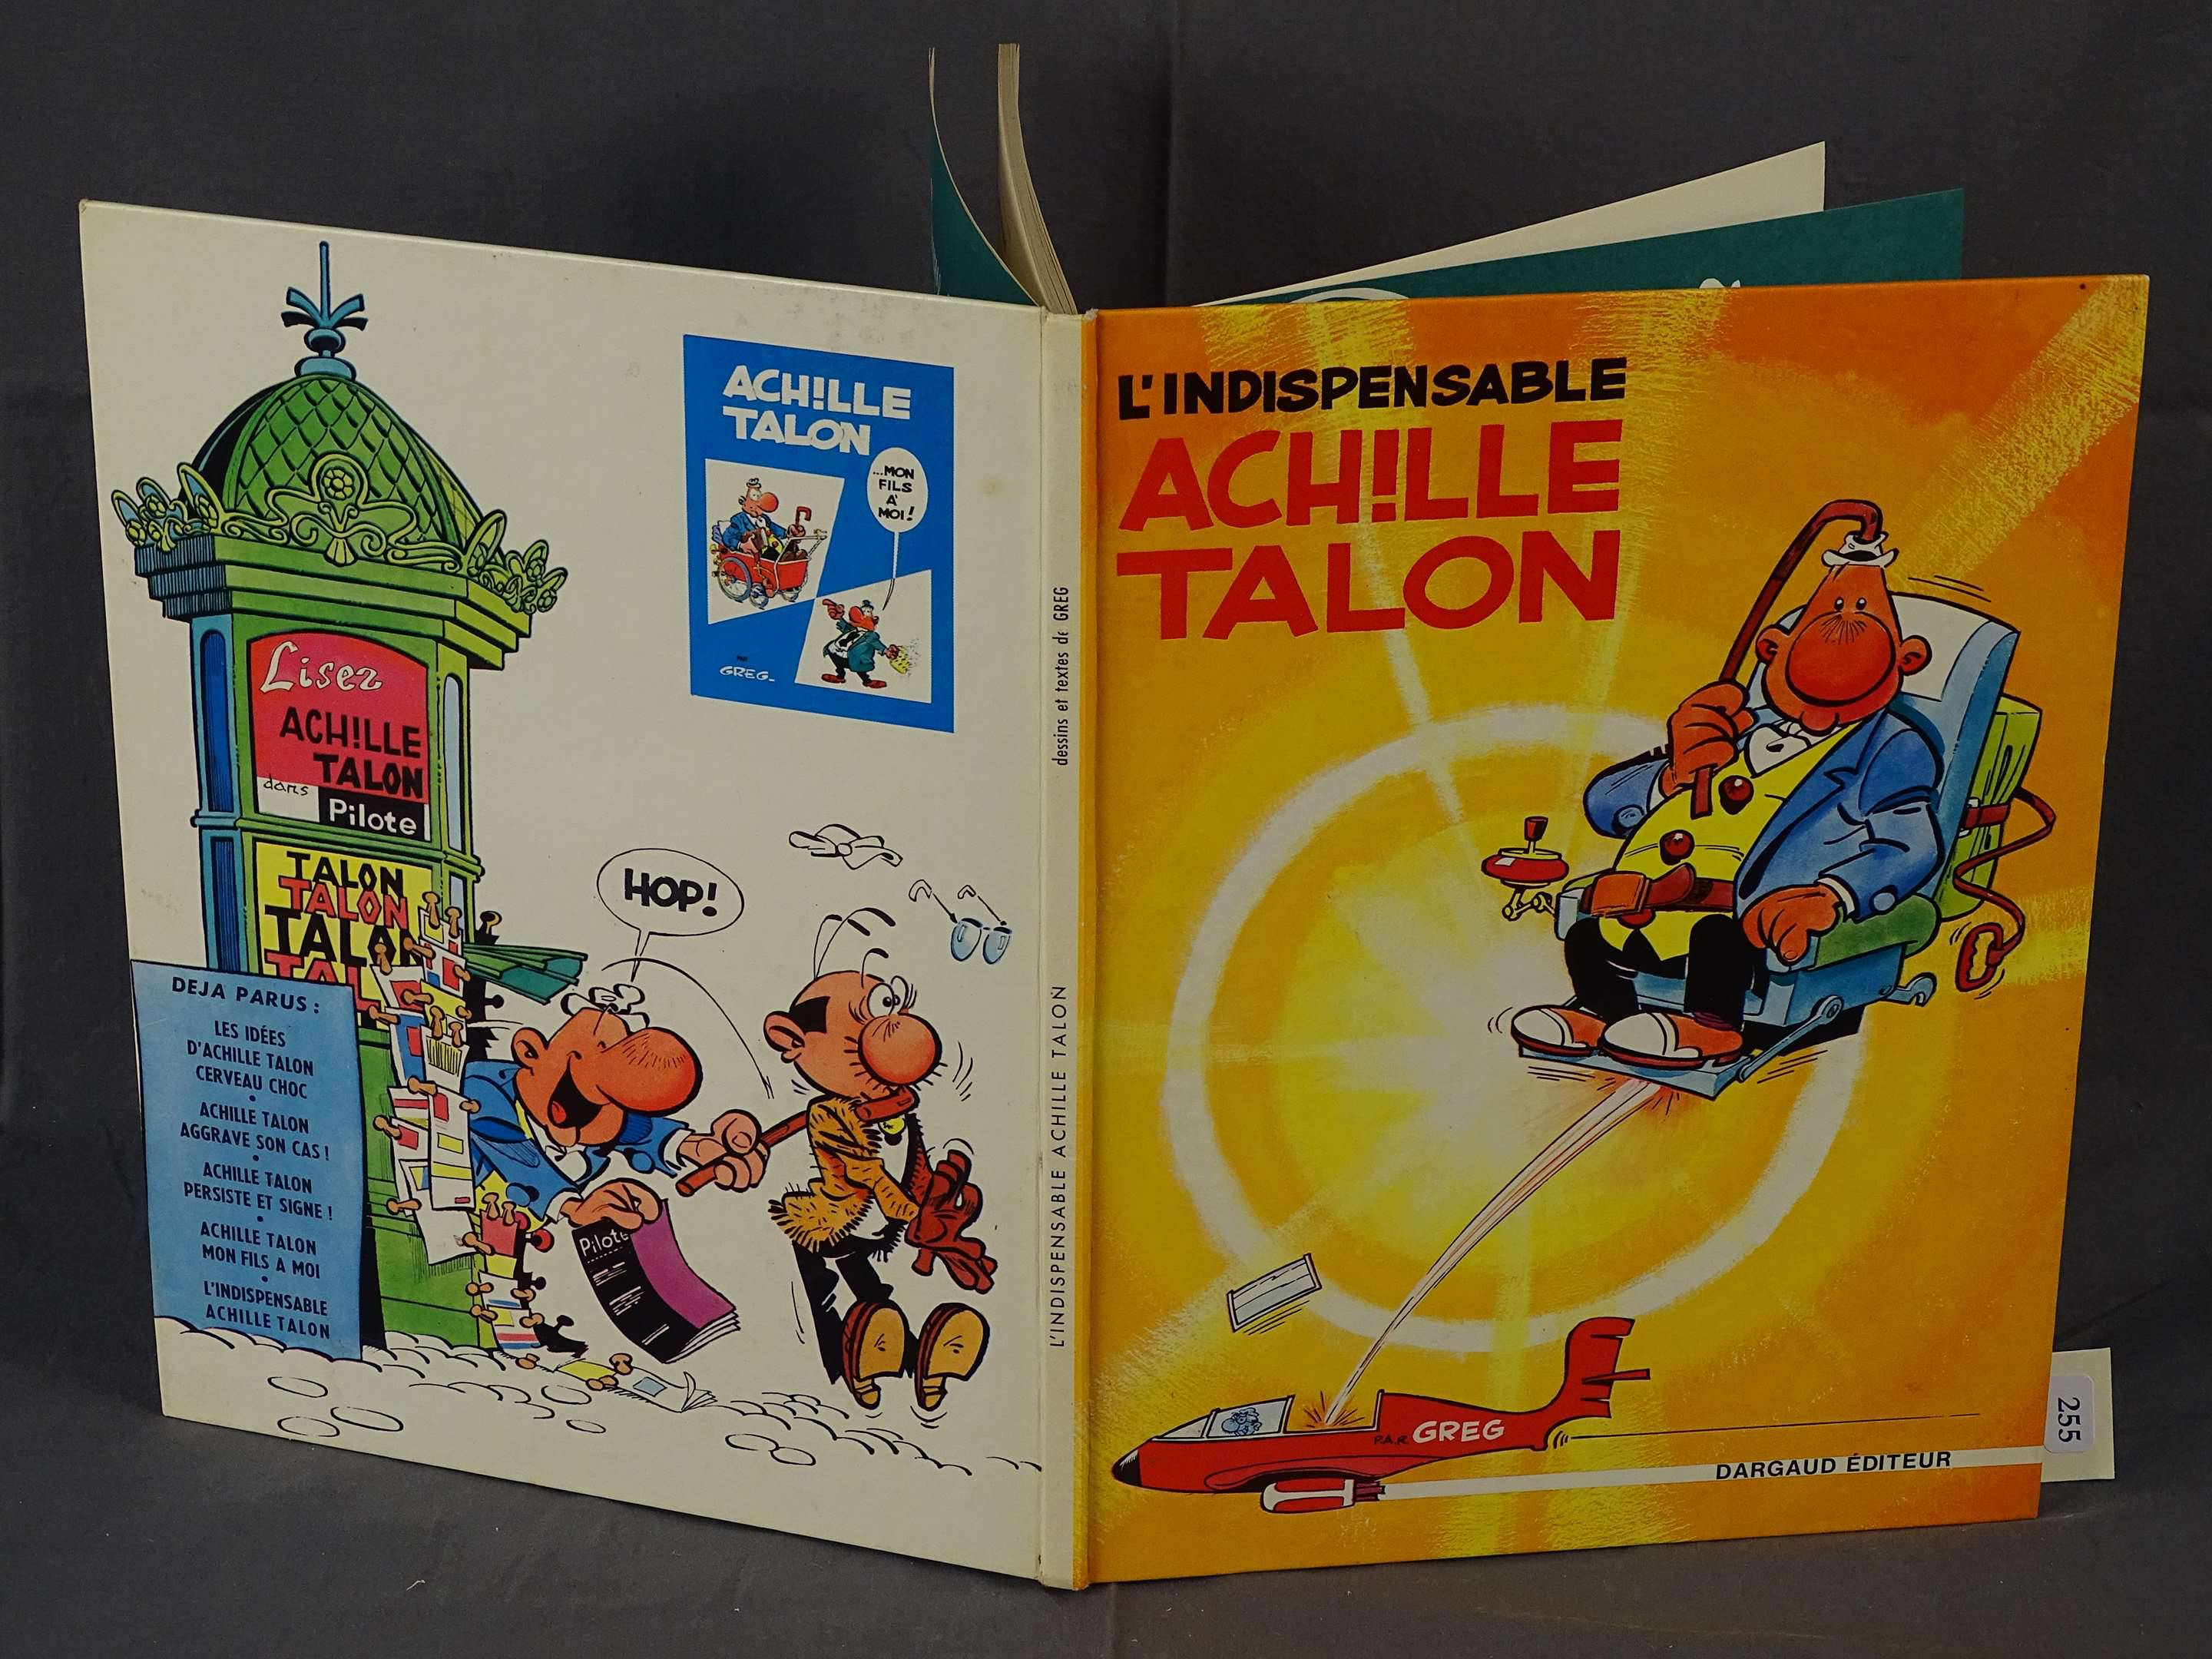 ACH!LLE
TALON
...MON
FILS
A
MOI!
PAR
GREG-
Lisez
ACH!LLE
TALON
dans
Pilote
TALON
TALON
TALON
TAL
HOP!
DEJA PARUS :
LES IDÉES
D'ACHILLE TALON
CERVEAU CHOC
•
ACHILLE TALON
AGGRAVE SON CAS !
•
ACHILLE TALON
PERSISTE ET SIGNE !
•
ACHILLE TALON
MON FILS A MOI
•
L'INDISPENSABLE
ACHILLE TALON
Pilote
L'INDISPENSABLE ACHILLE TALON
dessins et textes de GREG
L'INDISPENSABLE
ACH!LLE
TALON
P.A.R. GREG
DARGAUD ÉDITEUR
255